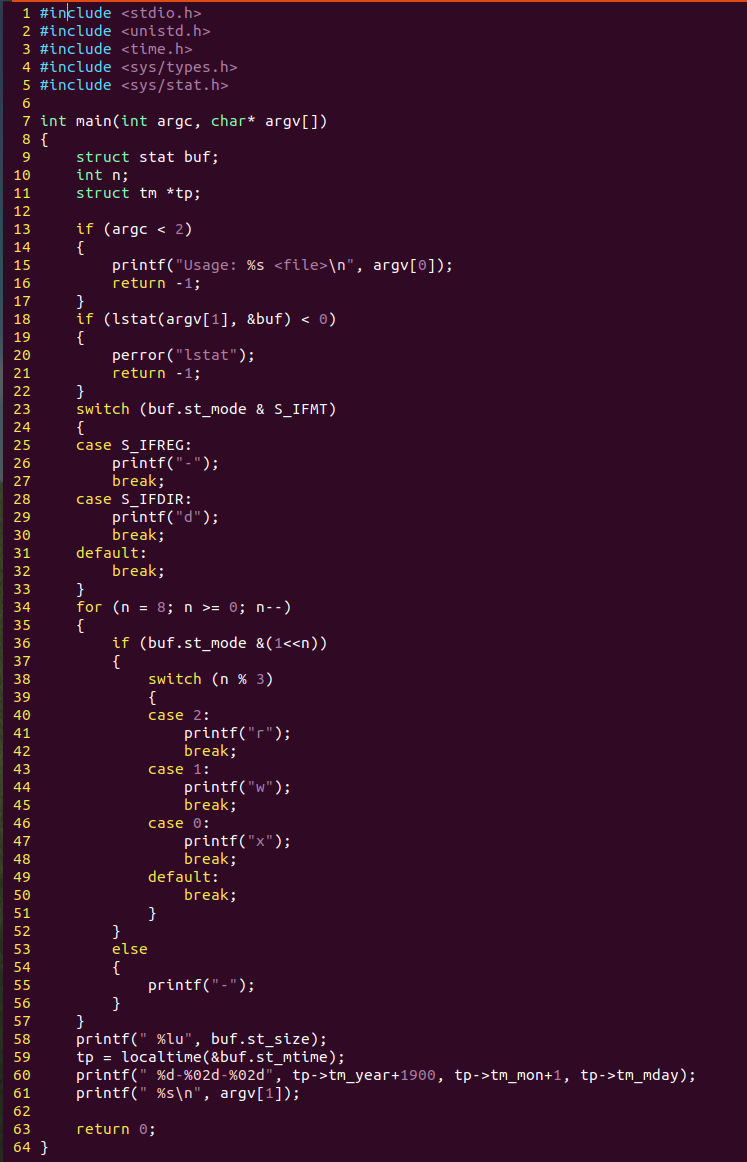 1 #include <stdio.h>
2 #include <unistd.h>
3 #include <time.h>
4 #include <sys/types.h>
5 #include <sys/stat.h>
6
7 int main(int argc, char* argv[])
8 {
9     struct stat buf;
10     int n;
11     struct tm *tp;
12
13     if (argc < 2)
14     {
15         printf("Usage: %s <file>\n", argv[0]);
16         return -1;
17     }
18     if (lstat(argv[1], &buf) < 0)
19     {
20         perror("lstat");
21         return -1;
22     }
23     switch (buf.st_mode & S_IFMT)
24     {
25     case S_IFREG:
26         printf("-");
27         break;
28     case S_IFDIR:
29         printf("d");
30         break;
31     default:
32         break;
33     }
34     for (n = 8; n >= 0; n--)
35     {
36         if (buf.st_mode &(1<<n))
37         {
38             switch (n % 3)
39             {
40             case 2:
41                 printf("r");
42                 break;
43             case 1:
44                 printf("w");
45                 break;
46             case 0:
47                 printf("x");
48                 break;
49             default:
50                 break;
51             }
52         }
53         else
54         {
55             printf("-");
56         }
57     }
58     printf(" %lu", buf.st_size);
59     tp = localtime(&buf.st_mtime);
60     printf(" %d-%02d-%02d", tp->tm_year+1900, tp->tm_mon+1, tp->tm_mday);
61     printf(" %s\n", argv[1]);
62
63     return 0;
64 }